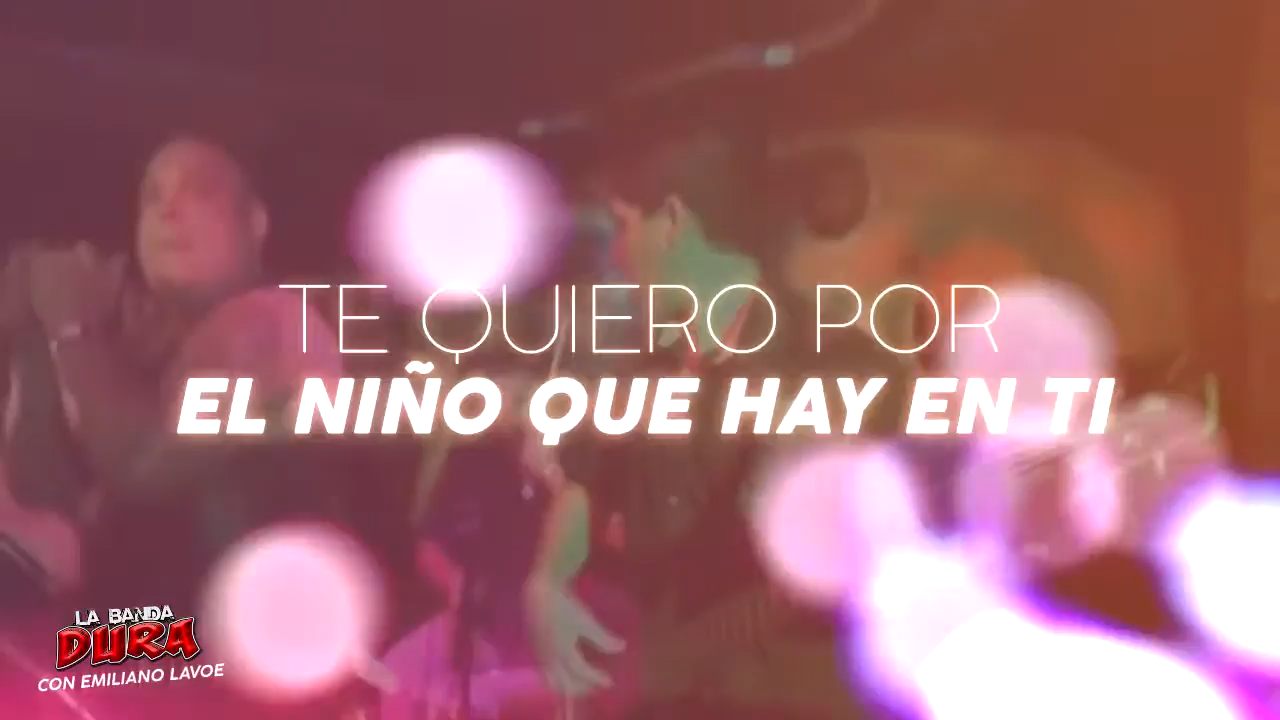 TE QUIERO POR
EL NIÑO QUE HAY EN TI
LA BANDA
DURA
CON EMILIANO LAVOE